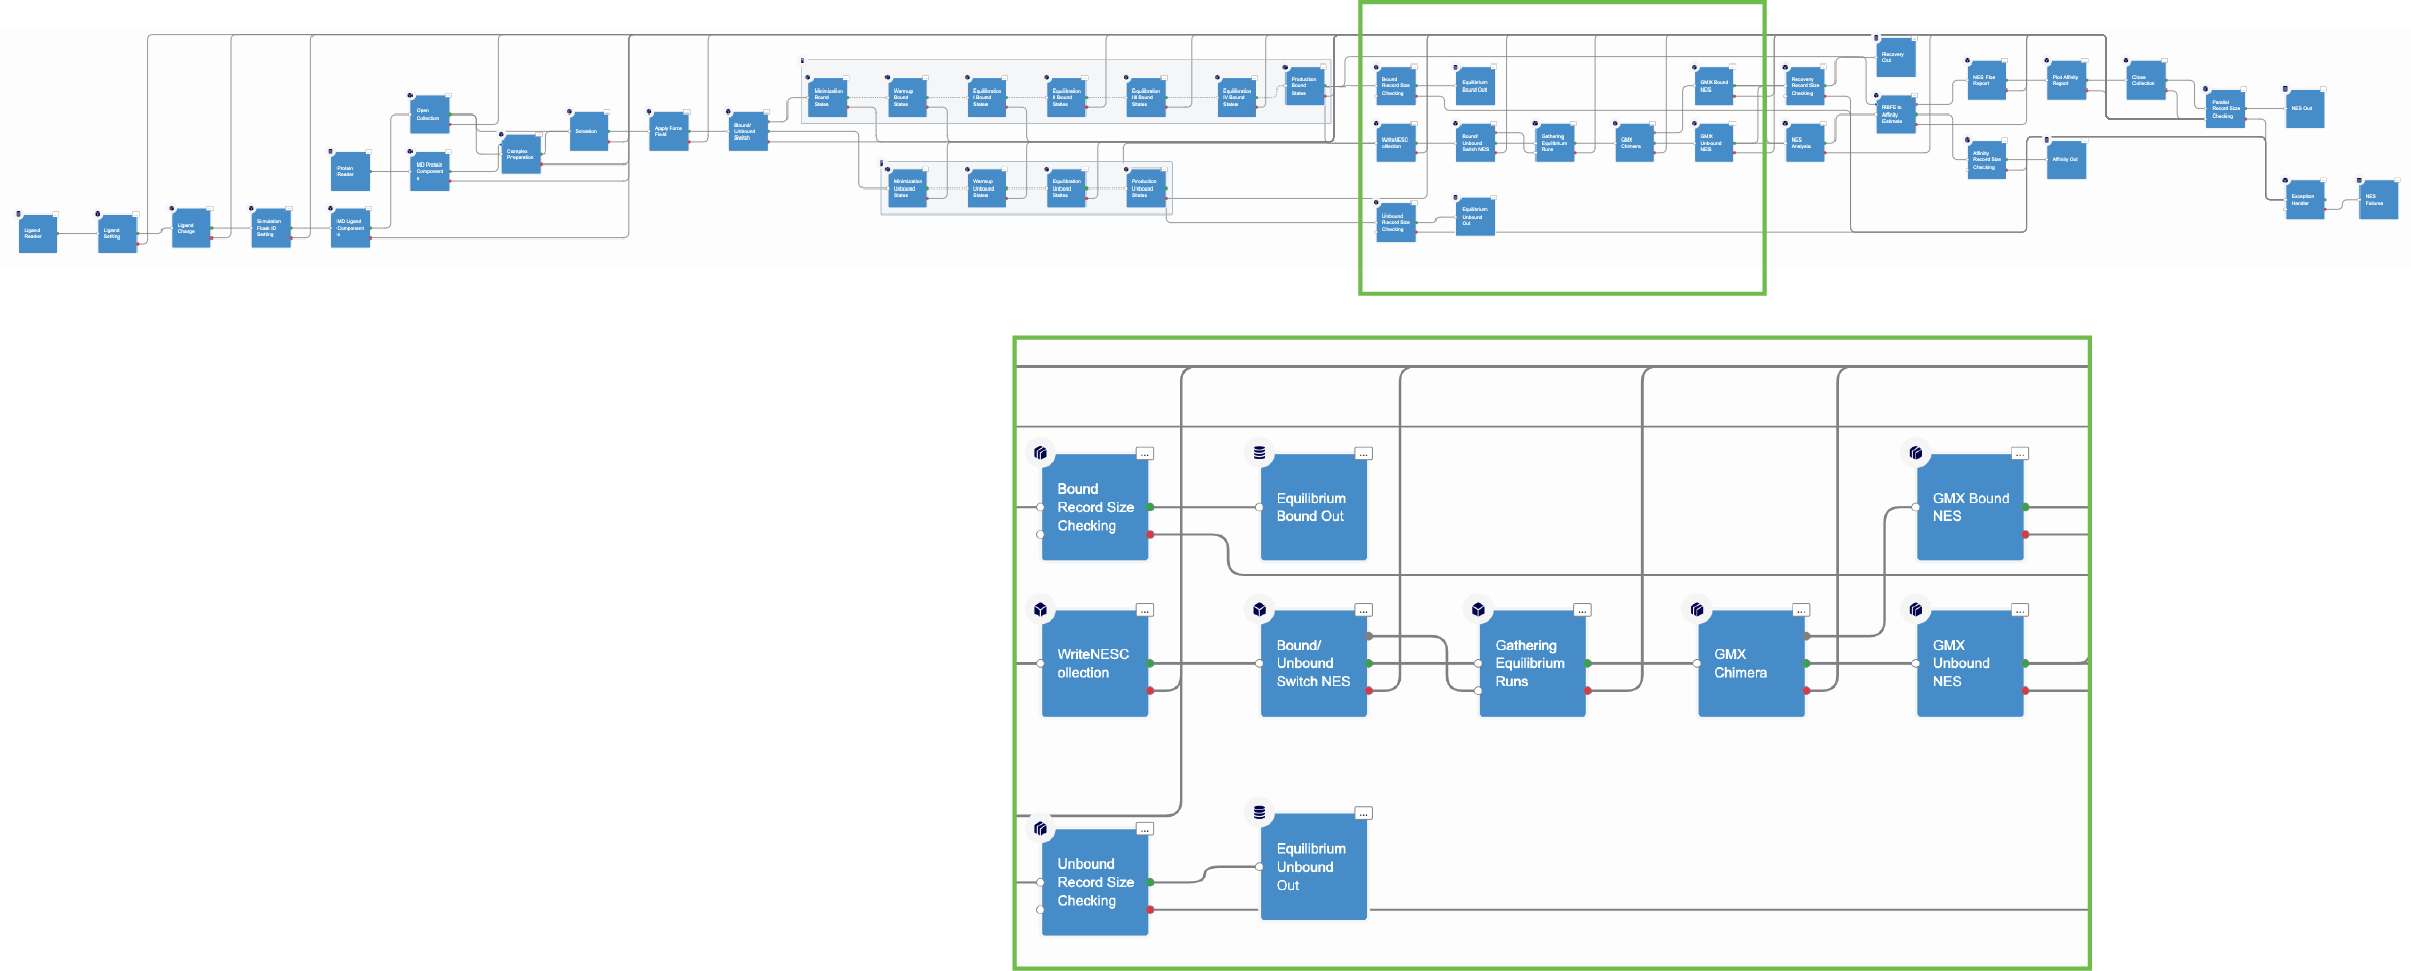 Ligand
Reader
Ligand
Setting
Ligand
Change
Simulation
Flask ID
Setting
MD Ligand
Component
s
Protein
Reader
Open
Collection
MD Protein
Component
s
Complex
Preparation
Solvation
Apply Force
Field
Bound/
Unbound
Switch
Minimization
Bound
States
Warmup
Bound
States
Equilibration
I Bound
States
Equilibration
II Bound
States
Equilibration
III Bound
States
Equilibration
IV Bound
States
Production
Bound
States
Minimization
Unbound
States
Warmup
Unbound
States
Equilibration
Unbound
States
Production
Unbound
States
Bound
Record Size
Checking
Equilibrium
Bound Out
WriteNESC
ollection
Bound/
Unbound
Switch NES
Gathering
Equilibrium
Runs
GMX
Chimera
GMX Bound
NES
GMX
Unbound
NES
Unbound
Record Size
Checking
Equilibrium
Unbound
Out
Recovery
Record Size
Checking
NES
Analysis
Recovery
Out
RBFE to
Affinity
Estimate
NES Floe
Report
Plot Affinity
Report
Close
Collection
Affinity
Record Size
Checking
Affinity Out
Parallel
Record Size
Checking
NES Out
Exception
Handler
NES
Failures
...
...
...
Bound
Record Size
Checking
Equilibrium
Bound Out
GMX Bound
NES
...
...
...
...
...
WriteNESC
ollection
Bound/
Unbound
Switch NES
Gathering
Equilibrium
Runs
GMX
Chimera
GMX
Unbound
NES
...
...
Unbound
Record Size
Checking
Equilibrium
Unbound
Out